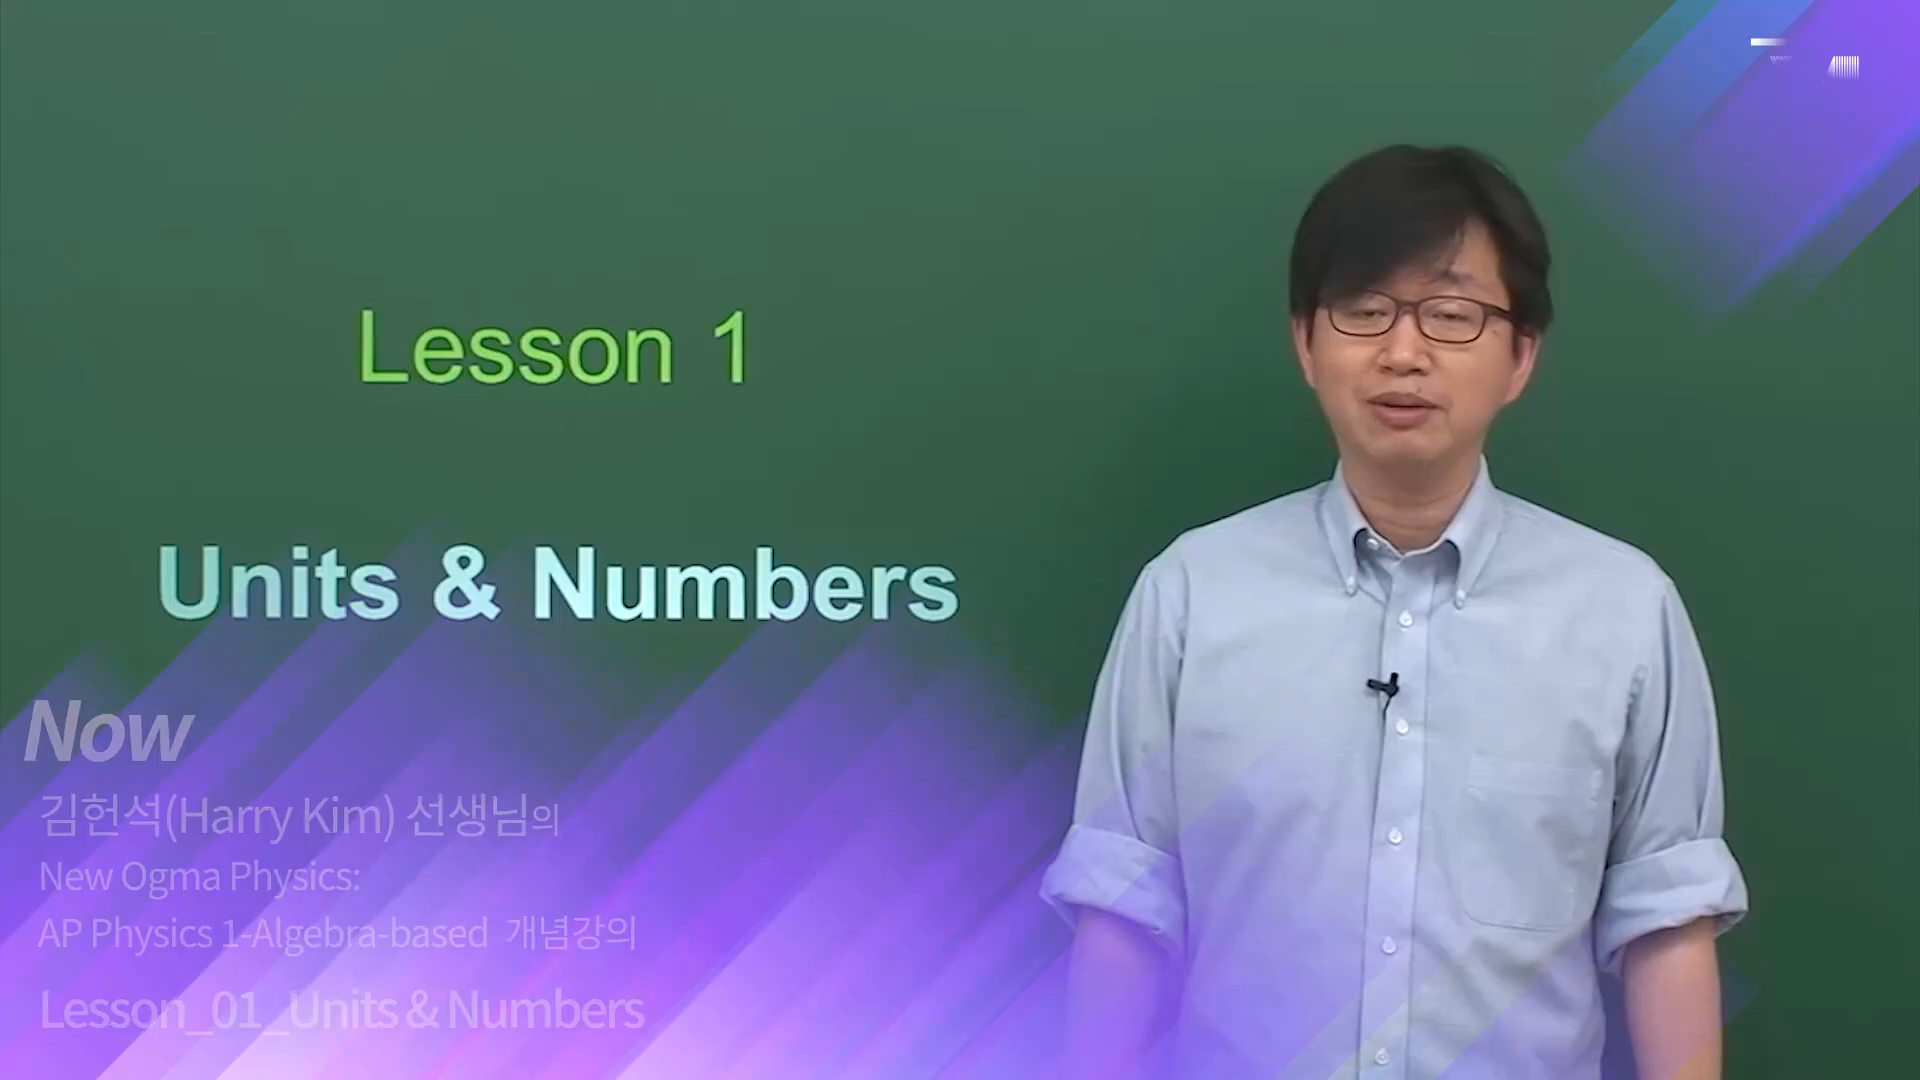 Lesson 1
Units & Numbers
Now
김헌석(Harry Kim) 선생님의
New Ogma Physics:
AP Physics 1-Algebra-based 개념강의
Lesson_01_Units & Numbers